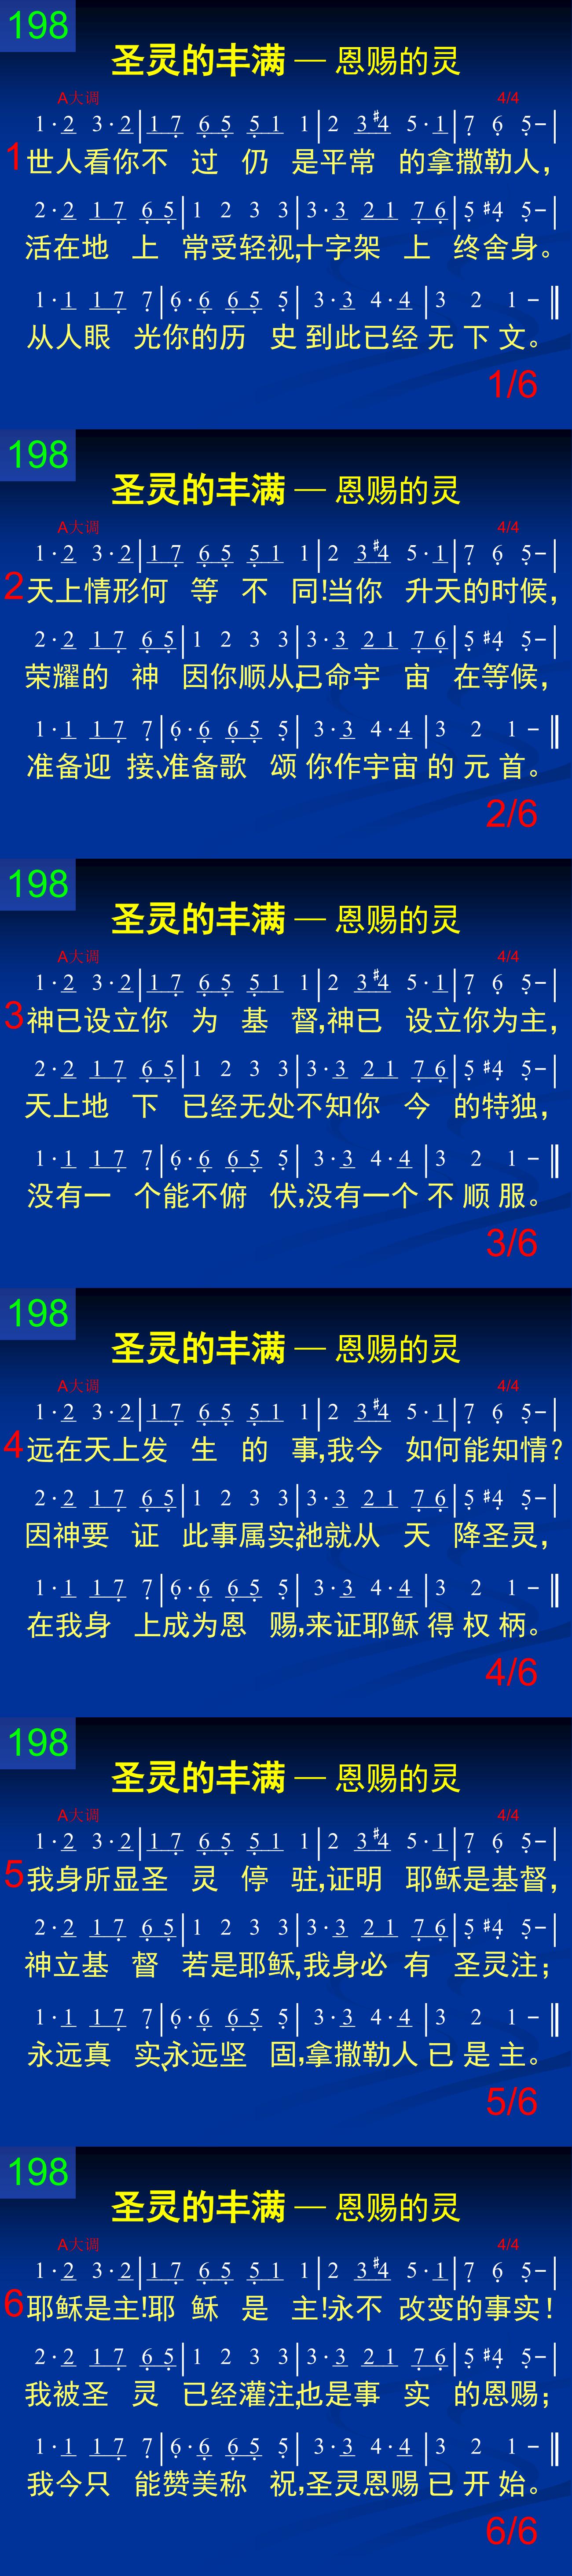 198
圣灵的丰满 — 恩赐的灵
A大调 4/4
1·2 3·2|1 7 6 5 5 1 1|2 3 #4 5·1|7 6 5-|
1 世人看你不 过 仍 是平常 的拿撒勒人,
2·2 1 7 6 5|1 2 3 3|3·3 2 1 7 6|5 #4 5-|
活在地 上 常受轻视,十字架 上 终舍身。
1·1 1 7 7|6·6 6 5 5|3·3 4·4|3 2 1 -‖
从人眼 光你的历 史到此已经无下文。
1/6
198
圣灵的丰满 — 恩赐的灵
A大调 4/4
1·2 3·2|1 7 6 5 5 1 1|2 3 #4 5·1|7 6 5-|
2 天上情形何 等 不 同!当你 升天的时候,
2·2 1 7 6 5|1 2 3 3|3·3 2 1 7 6|5 #4 5-|
荣耀的 神 因你顺从,已命宇 宙 在等候,
1·1 1 7 7|6·6 6 5 5|3·3 4·4|3 2 1 -‖
准备迎 接、准备歌 颂你作宇宙的元首。
2/6
198
圣灵的丰满 — 恩赐的灵
A大调 4/4
1·2 3·2|1 7 6 5 5 1 1|2 3 #4 5·1|7 6 5-|
3 神已设立你 为 基 督,神已 设立你为主,
2·2 1 7 6 5|1 2 3 3|3·3 2 1 7 6|5 #4 5-|
天上地 下 已经无处不知你 今 的特独,
1·1 1 7 7|6·6 6 5 5|3·3 4·4|3 2 1 -‖
没有一 个能不俯 伏,没有一个不顺服。
3/6
198
圣灵的丰满 — 恩赐的灵
A大调 4/4
1·2 3·2|1 7 6 5 5 1 1|2 3 #4 5·1|7 6 5-|
4 远在天上发 生 的 事,我今 如何能知情?
2·2 1 7 6 5|1 2 3 3|3·3 2 1 7 6|5 #4 5-|
因神要 证 此事属实,祂就从 天 降圣灵,
1·1 1 7 7|6·6 6 5 5|3·3 4·4|3 2 1 -‖
在我身 上成为恩 赐,来证耶稣得权柄。
4/6
198
圣灵的丰满 — 恩赐的灵
A大调 4/4
1·2 3·2|1 7 6 5 5 1 1|2 3 #4 5·1|7 6 5-|
5 我身所显圣 灵 停 驻,证明 耶稣是基督,
2·2 1 7 6 5|1 2 3 3|3·3 2 1 7 6|5 #4 5-|
神立基 督 若是耶稣,我身必 有 圣灵注;
1·1 1 7 7|6·6 6 5 5|3·3 4·4|3 2 1 -‖
永远真 实、永远坚 固,拿撒勒人已是主。
5/6
198
圣灵的丰满 — 恩赐的灵
A大调 4/4
1·2 3·2|1 7 6 5 5 1 1|2 3 #4 5·1|7 6 5-|
6 耶稣是主!耶 稣 是 主!永不 改变的事实!
2·2 1 7 6 5|1 2 3 3|3·3 2 1 7 6|5 #4 5-|
我被圣 灵 已经灌注,也是事 实 的恩赐;
1·1 1 7 7|6·6 6 5 5|3·3 4·4|3 2 1 -‖
我今只 能赞美称 祝,圣灵恩赐已开始。
6/6